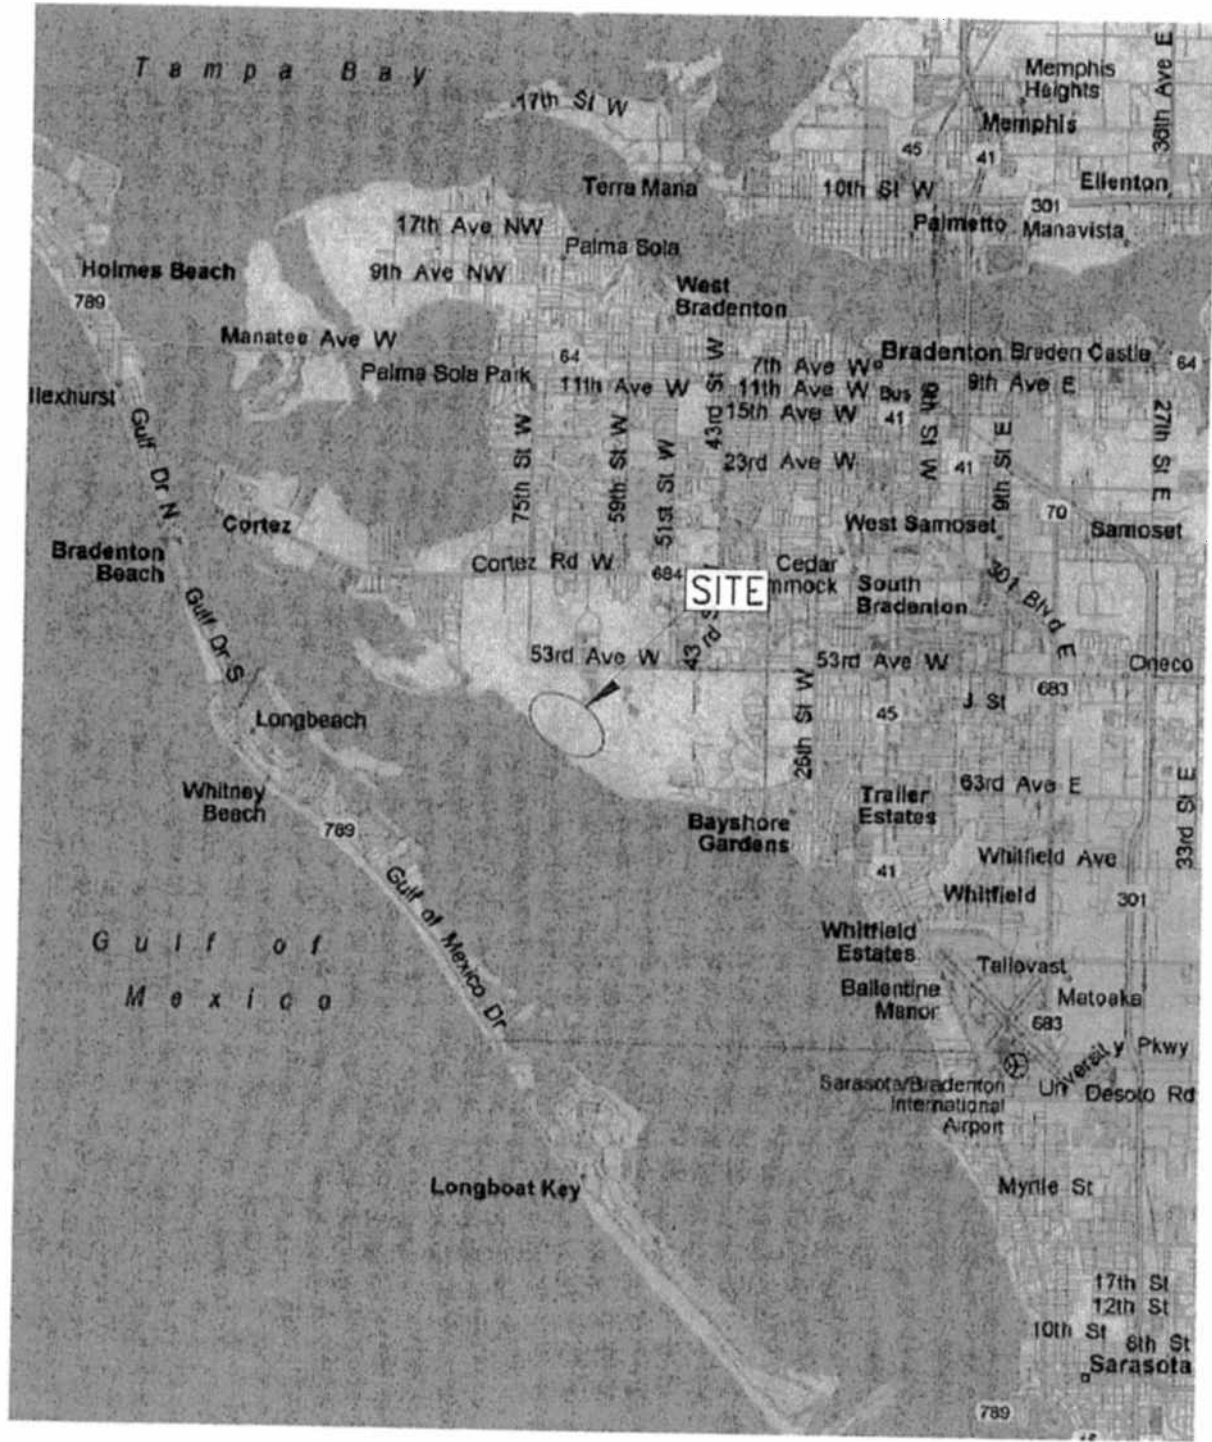 Tampa Bay
17th St W
Memphis
Heights
Memphis
36th Ave E
45
41
Terra Mana
10th St W
Ellenton
301
17th Ave NW
Palma Sola
Palmetto
Manavista
Holmes Beach
9th Ave NW
789
West
Bradenton
Manatee Ave W
64
43rd St W
7th Ave W
Bradenton
Braden Castle
64
Palma Sola Park
11th Ave W
11th Ave W
Bus
41
9th St W
9th Ave E
llexhurst
15th Ave W
27th St E
Gulf Dr N
75th St W
59th St W
51st St W
23rd Ave W
41
9th St E
70
Cortez
West Samoset
Samoset
Bradenton
Beach
Cortez Rd W
684
SITE
Cedar
mmock
South
Bradenton
301 Blvd E
Gulf Dr S
53rd Ave W
43
rd S
53rd Ave W
Oneco
683
Longbeach
26th St W
45
J St
Whitney
Beach
Trailer
Estates
63rd Ave E
33rd St E
789
Bayshore
Gardens
Whitfield Ave
41
Gulf of Mexico Dr
Whitfield
301
Gulf of
Mexico
Whitfield
Estates
Tallevast
Ballentine
Manor
Matoaka
683
University Pkwy
Sarasota/Bradenton
International
Airport
Desoto Rd
Longboat Key
Myrtle St
17th St
12th St
10th St
6th St
Sarasota
789